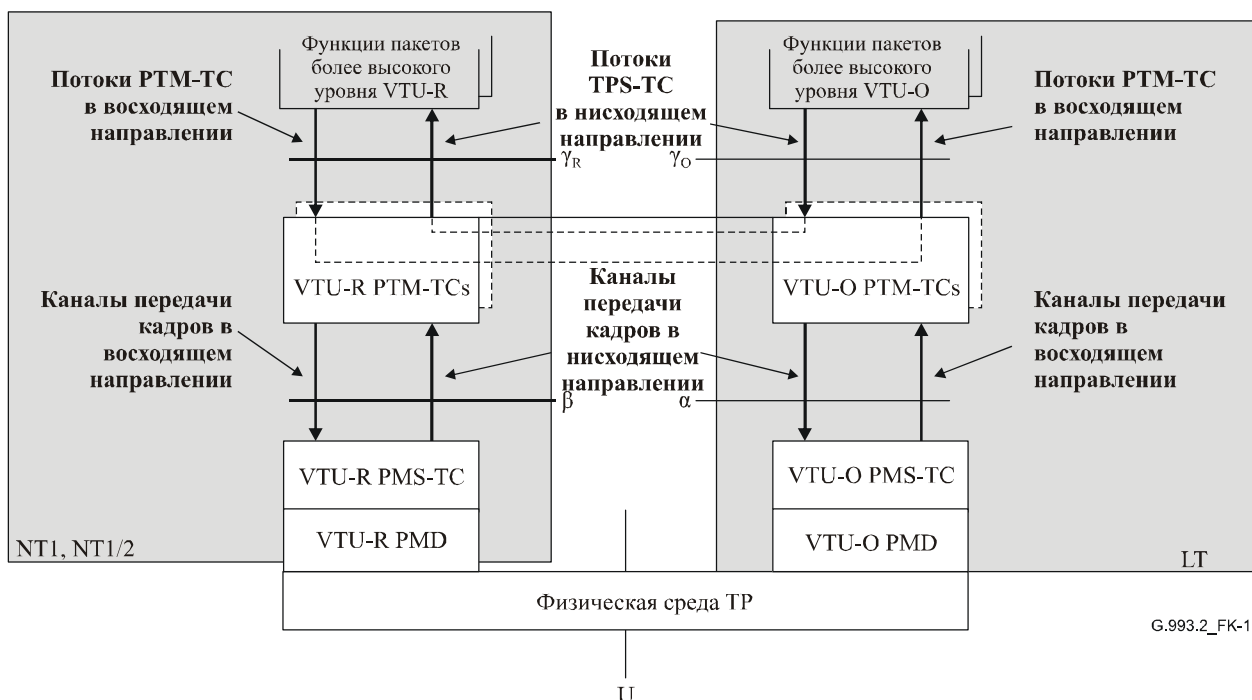 Функции пакетов
более высокого
уровня VTU-R
Потоки PTM-TC
в восходящем
направлении
Потоки
TPS-TC
в нисходящем
направлении
Функции пакетов
более высокого
уровня VTU-O
Потоки PTM-TC
в восходящем
направлении
γR
γO
VTU-R PTM-TCs
VTU-O PTM-TCs
Каналы передачи
кадров в
восходящем
направлении
Каналы
передачи
кадров в
нисходящем
направлении
Каналы передачи
кадров в
восходящем
направлении
β
α
VTU-R PMS-TC
VTU-O PMS-TC
VTU-R PMD
VTU-O PMD
NT1, NT1/2
LT
Физическая среда TP
G.993.2_FK-1
U